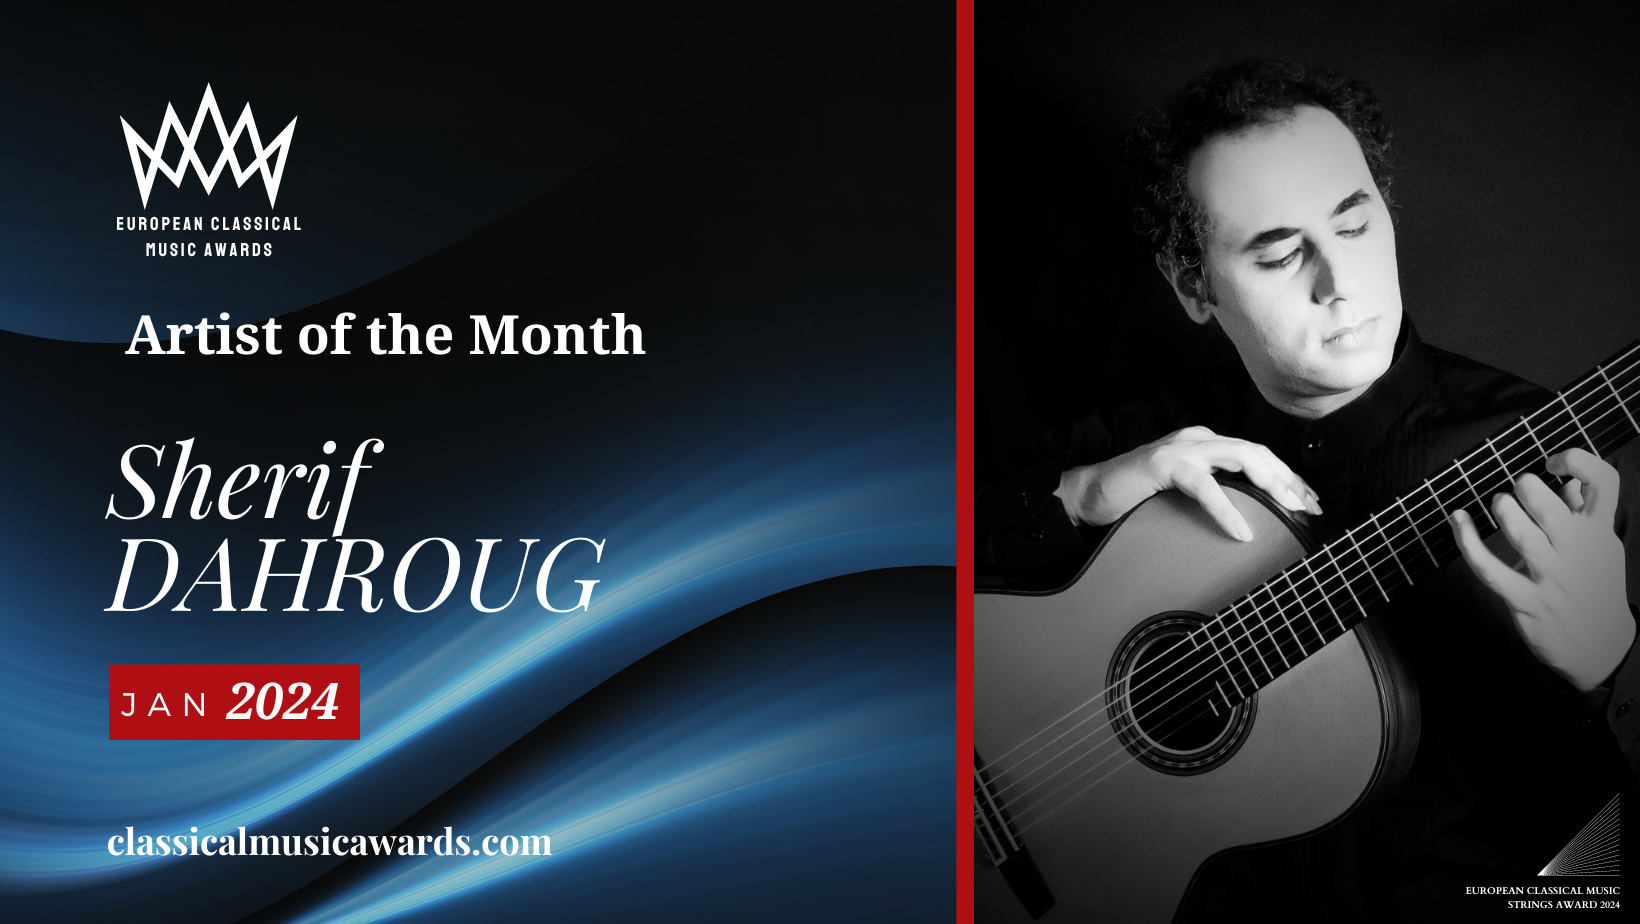 EUROPEAN CLASSICAL
MUSIC AWARDS
Artist of the Month
Sherif
DAHROUG
JAN 2024
classicalmusicawards.com
EUROPEAN CLASSICAL MUSIC
STRINGS AWARD 2024